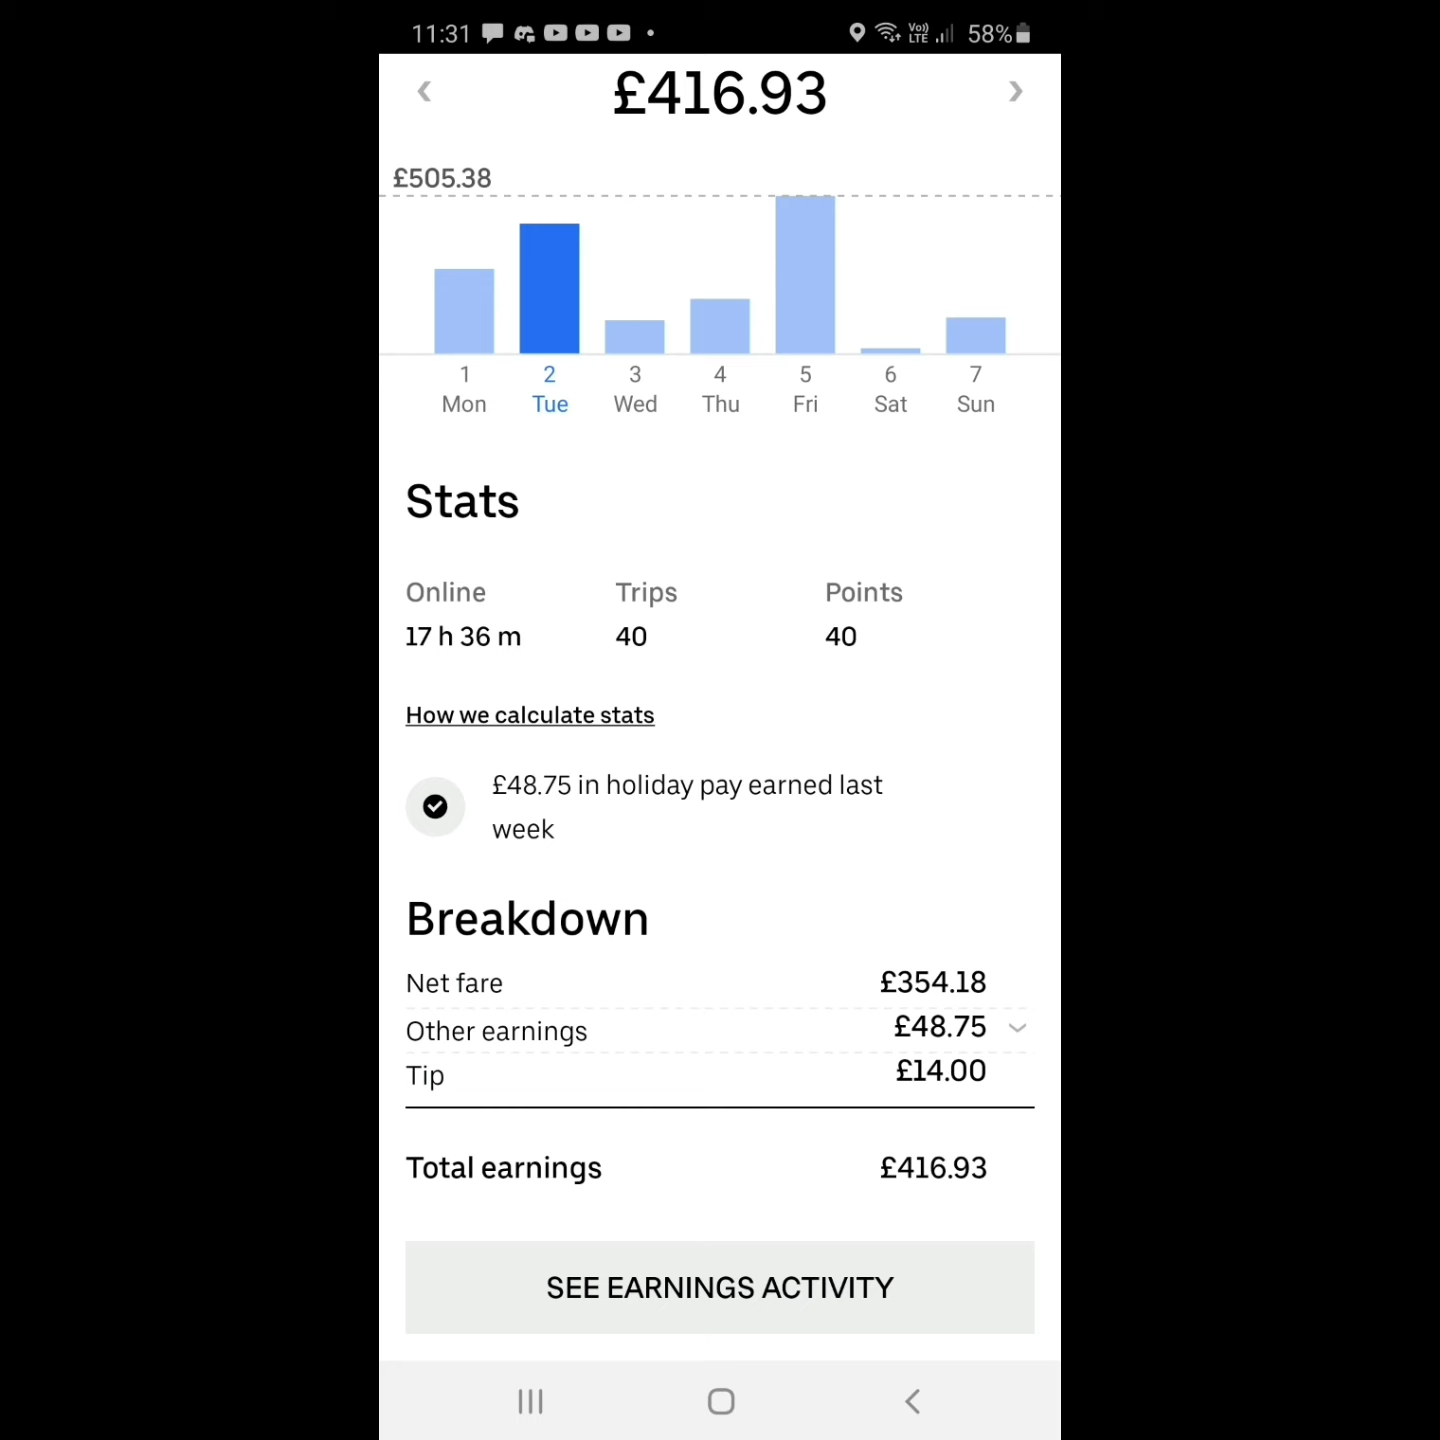 11:31 Vo)) LTE 58%
£416.93
£505.38
1 2 3 4 5 6 7
Mon Tue Wed Thu Fri Sat Sun
Stats
Online Trips Points
17 h 36 m 40 40
How we calculate stats
£48.75 in holiday pay earned last
week
Breakdown
Net fare £354.18
Other earnings £48.75
Tip £14.00
Total earnings £416.93
SEE EARNINGS ACTIVITY